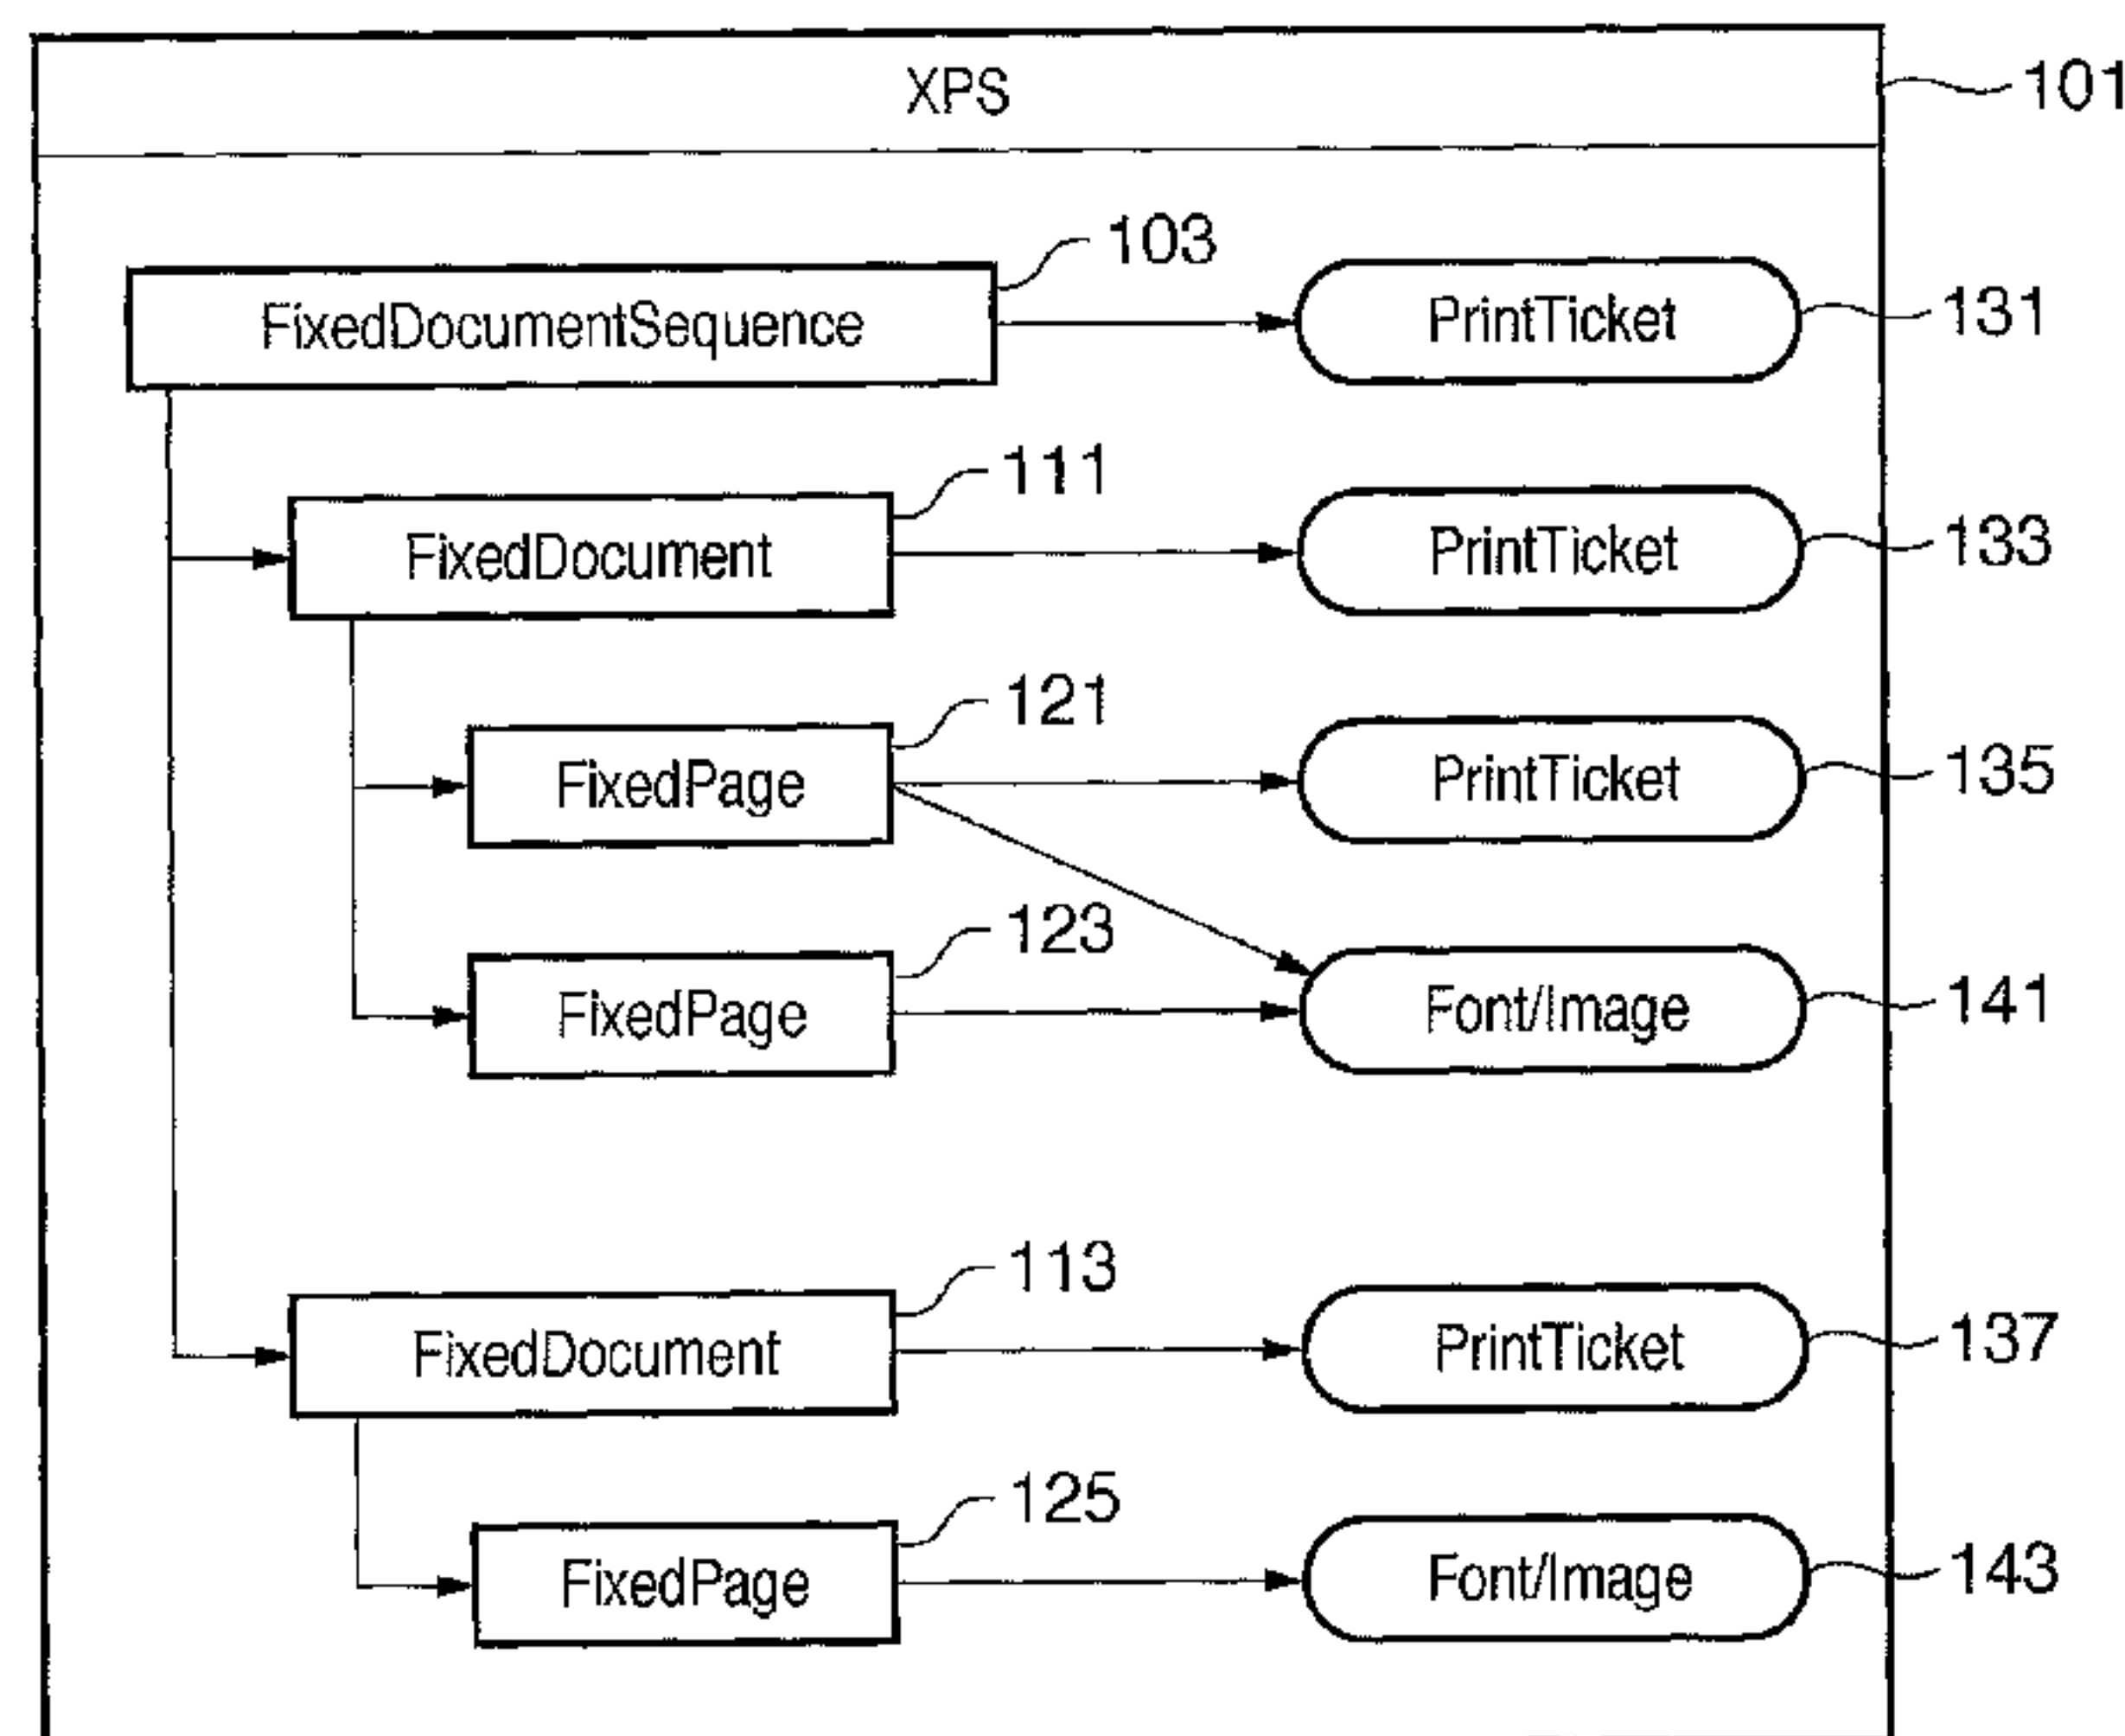 XPS
101
103
FixedDocumentSequence
PrintTicket
131
111
FixedDocument
PrintTicket
133
121
FixedPage
PrintTicket
135
123
FixedPage
Font/Image
141
113
FixedDocument
PrintTicket
137
125
FixedPage
Font/Image
143